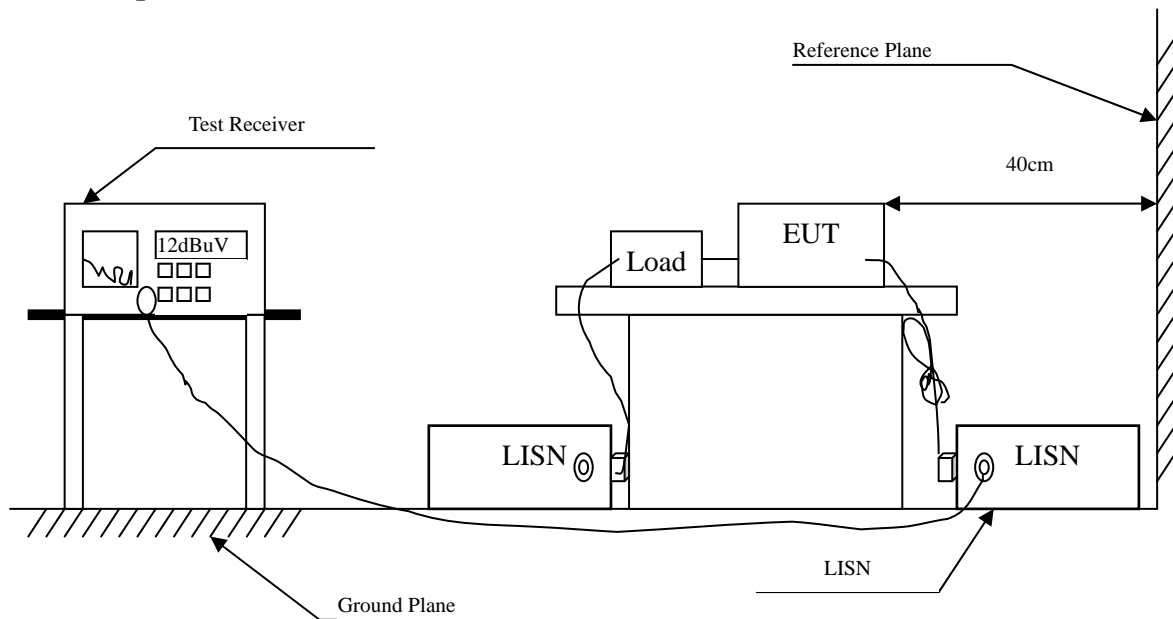 Reference Plane
Test Receiver
40cm
12dBuV
EUT
Load
LISN
LISN
LISN
Ground Plane